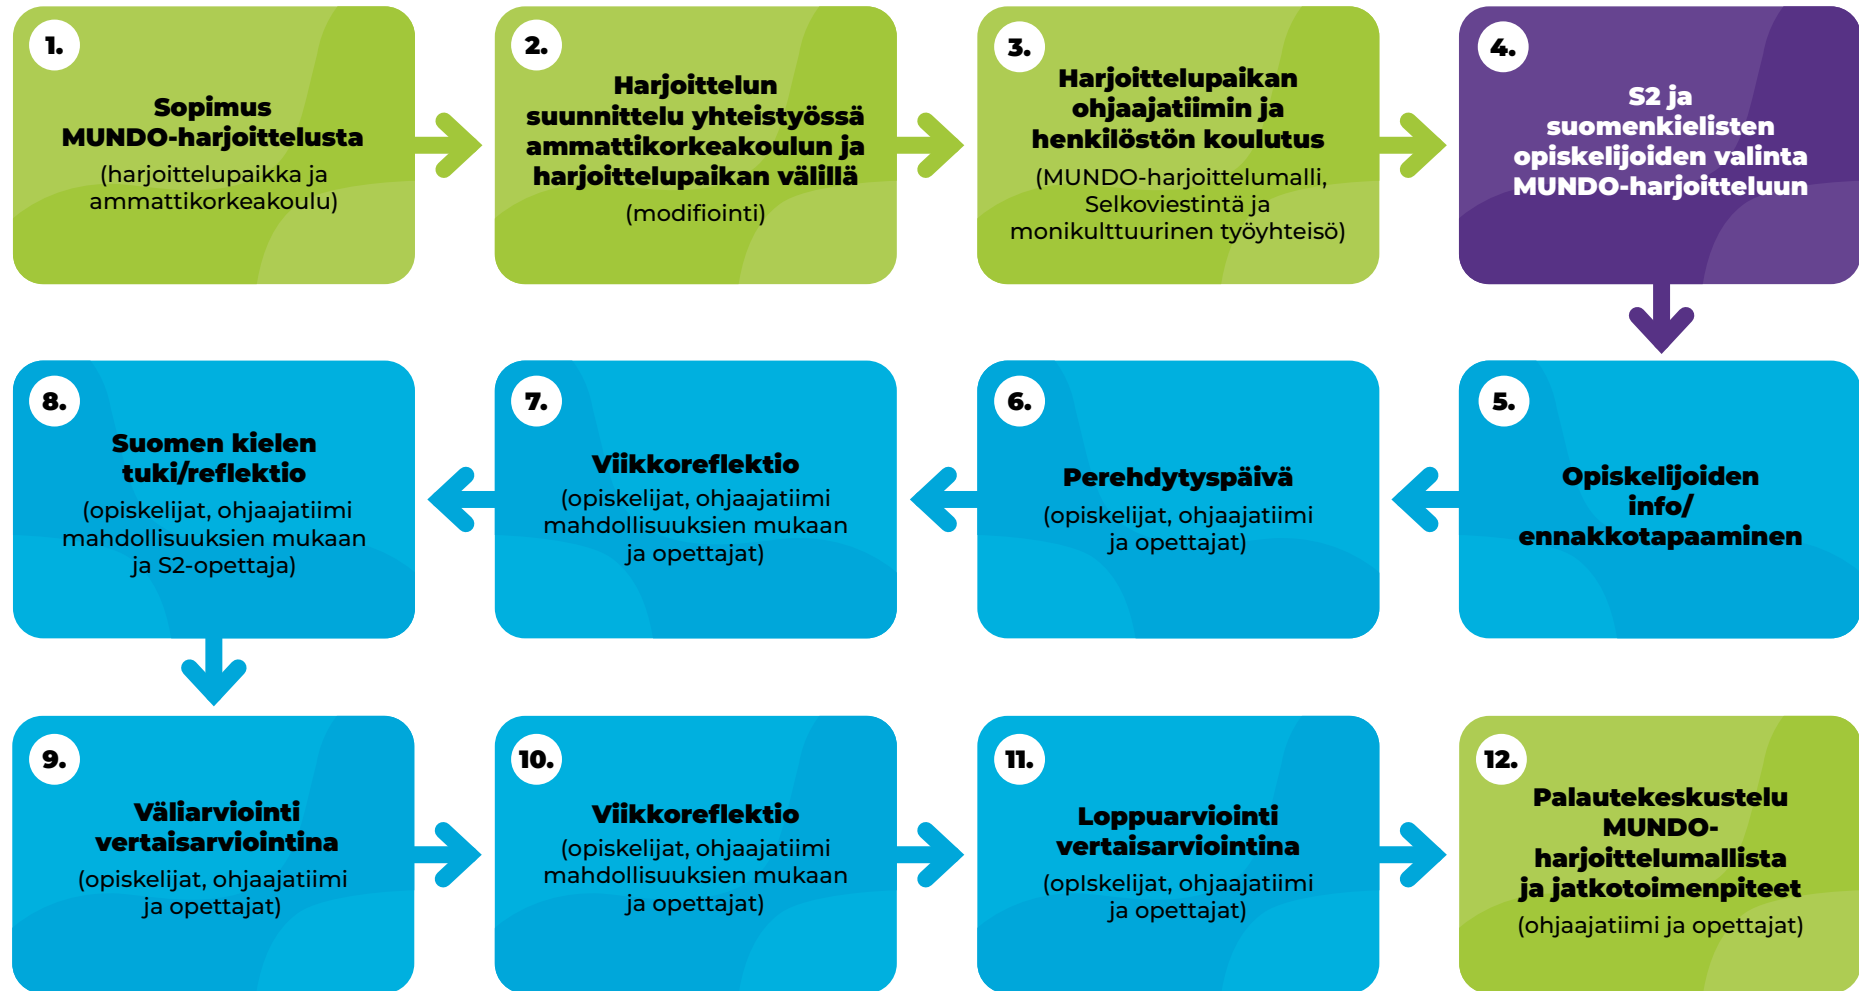 1.
Sopimus
MUNDO-harjoittelusta
(harjoittelupaikka ja
ammattikorkeakoulu)
2.
Harjoittelun
suunnittelu yhteistyössä
ammattikorkeakoulun ja
harjoittelupaikan välillä
(modifiointi)
3.
Harjoittelupaikan
ohjaajatiimin ja
henkilöstön koulutus
(MUNDO-harjoittelumalli,
Selkoviestintä ja
monikulttuurinen työyhteisö)
4.
S2 ja
suomenkielisten
opiskelijoiden valinta
MUNDO-harjoitteluun
5.
Opiskelijoiden
info/
ennakkotapaaminen
6.
Perehdytyspäivä
(opiskelijat, ohjaajatiimi
ja opettajat)
7.
Viikkoreflektio
(opiskelijat, ohjaajatiimi
mahdollisuuksien mukaan
ja opettajat)
8.
Suomen kielen
tuki/reflektio
(opiskelijat, ohjaajatiimi
mahdollisuuksien mukaan
ja S2-opettaja)
9.
Väliarviointi
vertaisarviointina
(opiskelijat, ohjaajatiimi
ja opettajat)
10.
Viikkoreflektio
(opiskelijat, ohjaajatiimi
mahdollisuuksien mukaan
ja opettajat)
11.
Loppuarviointi
vertaisarviointina
(opIskelijat, ohjaajatiimi
ja opettajat)
12.
Palautekeskustelu
MUNDO-
harjoittelumallista
ja jatkotoimenpiteet
(ohjaajatiimi ja opettajat)